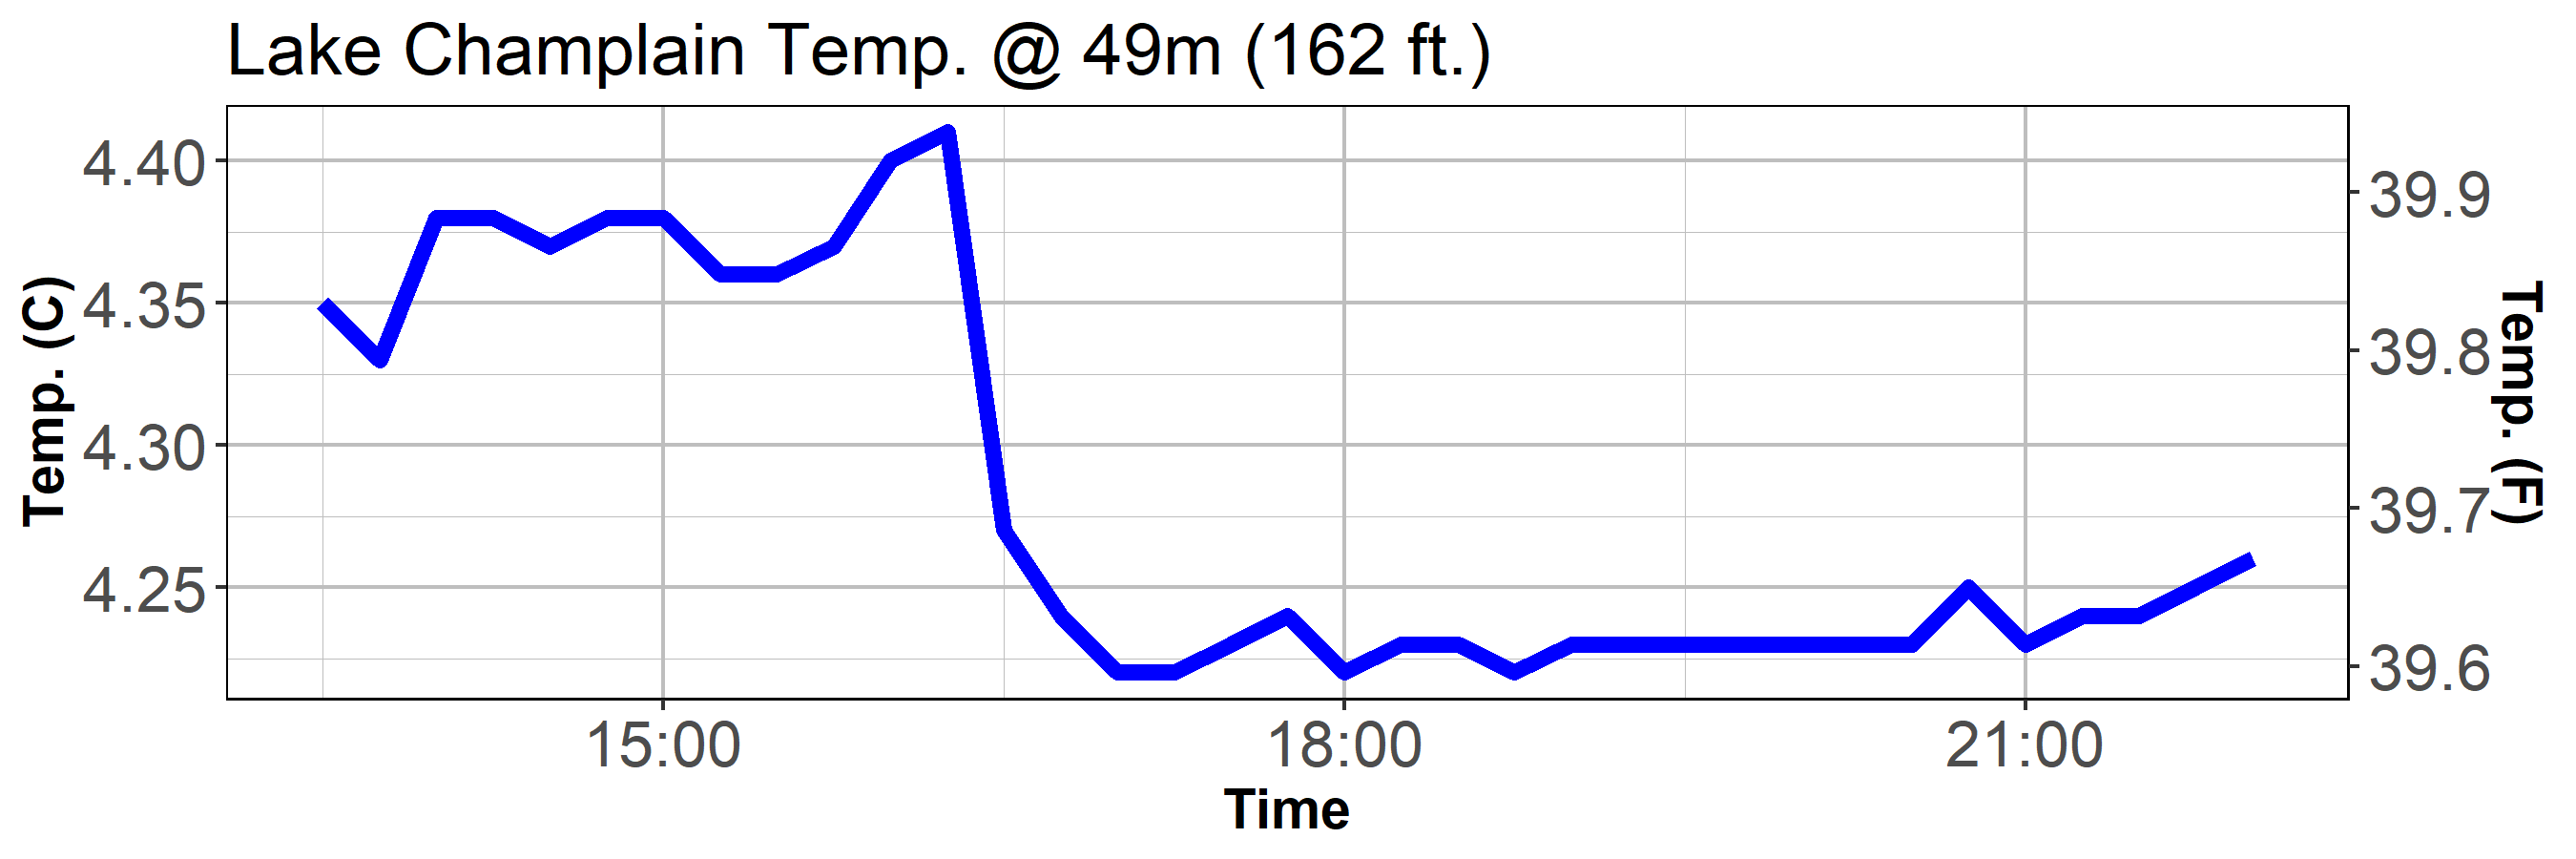 Lake Champlain Temp. @ 49m (162 ft.)
Temp. (C)
4.40
4.35
4.30
4.25
39.9
39.8
39.7
39.6
Temp. (F)
15:00 18:00 21:00
Time